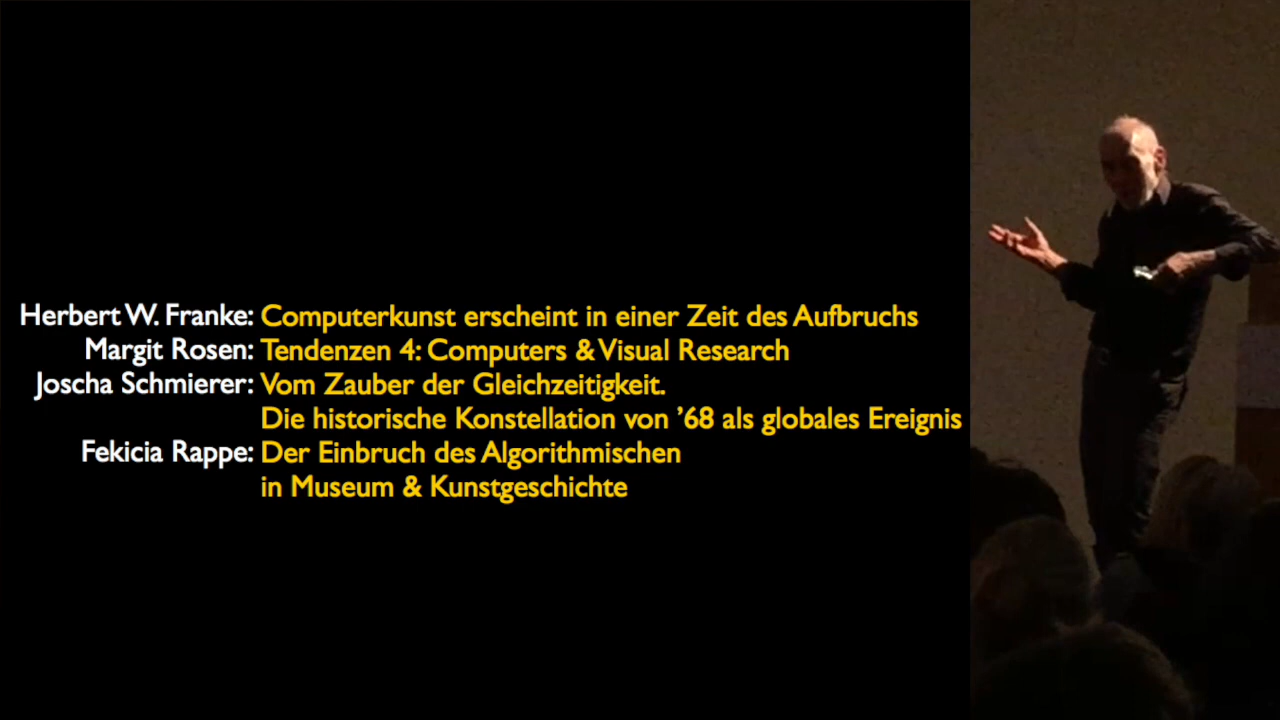 Herbert W. Franke: Computerkunst erscheint in einer Zeit des Aufbruchs
Margit Rosen: Tendenzen 4: Computers & Visual Research
Joscha Schmierer: Vom Zauber der Gleichzeitigkeit.
Die historische Konstellation von ’68 als globales Ereignis
Fekicia Rappe: Der Einbruch des Algorithmischen
in Museum & Kunstgeschichte